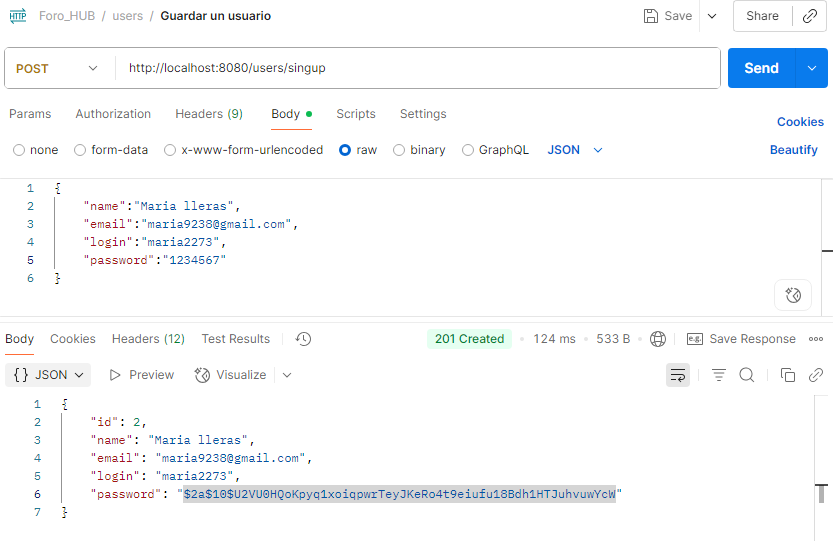 HTTP Foro_HUB / users / Guardar un usuario Save Share
POST http://localhost:8080/users/singup Send
Params Authorization Headers (9) Body Scripts Settings Cookies
none form-data x-www-form-urlencoded raw binary GraphQL JSON Beautify
1 {
2 "name":"Maria lleras",
3 "email":"maria9238@gmail.com",
4 "login":"maria2273",
5 "password":"1234567"
6 }
Body Cookies Headers (12) Test Results 201 Created 124 ms 533 B e.g. Save Response
{} JSON Preview Visualize
1 {
2 "id": 2,
3 "name": "Maria lleras",
4 "email": "maria9238@gmail.com",
5 "login": "maria2273",
6 "password": "$2a$10$U2VU0HQoKpyq1xoiqpwrTeyJKeRo4t9eiufu18Bdh1HTJuhvuwYcW"
7 }